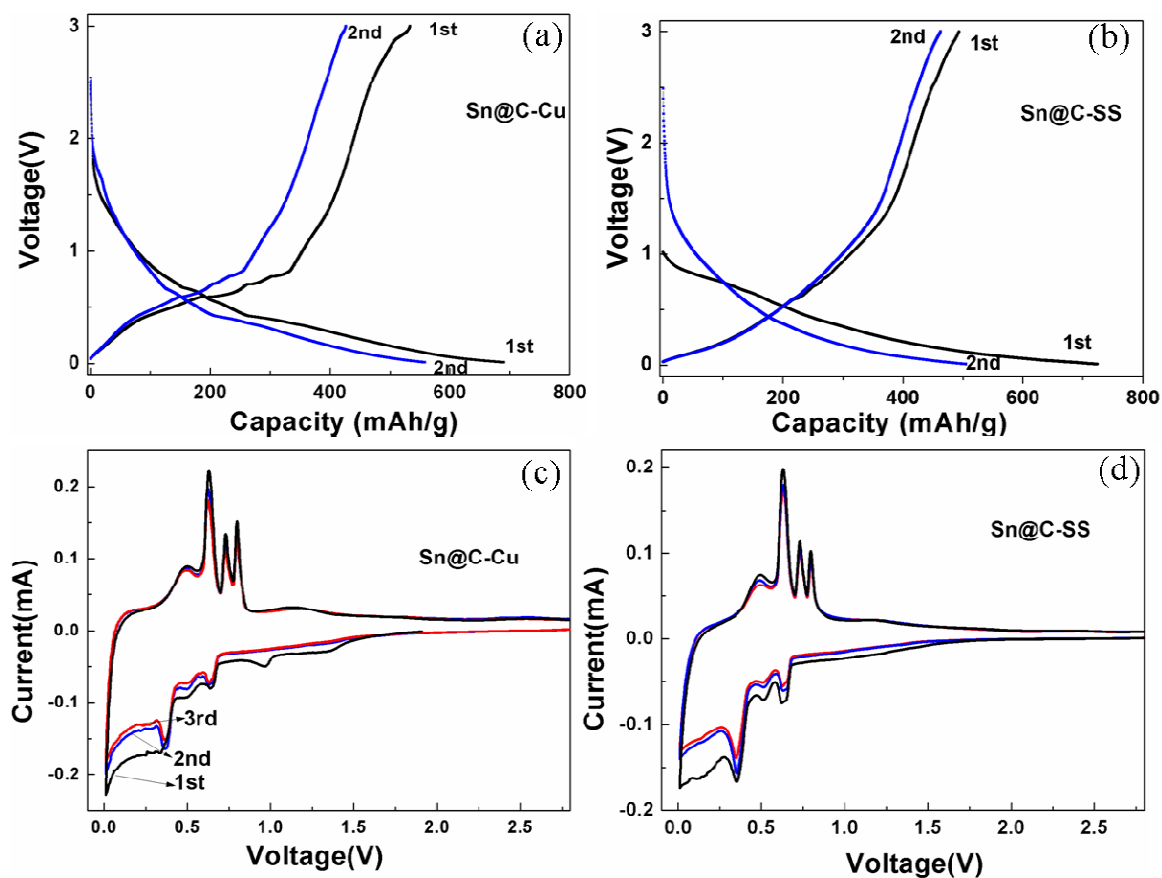 (a)
3
2nd
1st
Sn@C-Cu
2
1
0
1st
2nd
0 200 400 600 800
Voltage(V)
Capacity (mAh/g)
(b)
3
2nd
1st
Sn@C-SS
2
1
0
1st
2nd
0 200 400 600 800
Voltage(V)
Capacity (mAh/g)
(c)
0.2
0.1
0.0
-0.1
-0.2
Sn@C-Cu
3rd
2nd
1st
0.0 0.5 1.0 1.5 2.0 2.5
Current(mA)
Voltage(V)
(d)
0.2
0.1
0.0
-0.1
-0.2
Sn@C-SS
0.0 0.5 1.0 1.5 2.0 2.5
Current(mA)
Voltage(V)